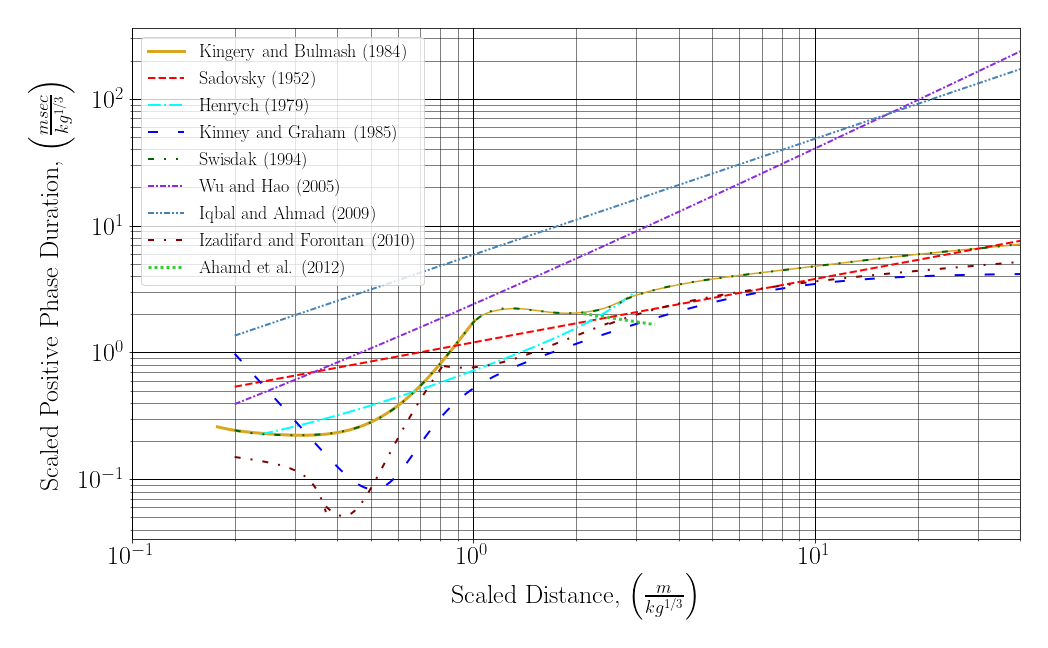 Kingery and Bulmash (1984)
Sadovsky (1952)
Henrych (1979)
Kinney and Graham (1985)
Swisdak (1994)
Wu and Hao (2005)
Iqbal and Ahmad (2009)
Izadifard and Foroutan (2010)
Ahamd et al. (2012)
Scaled Positive Phase Duration, (msec/kg^{1/3})
10^2
10^1
10^0
10^{−1}
10^{−1} 10^0 10^1
Scaled Distance, (m/kg^{1/3})